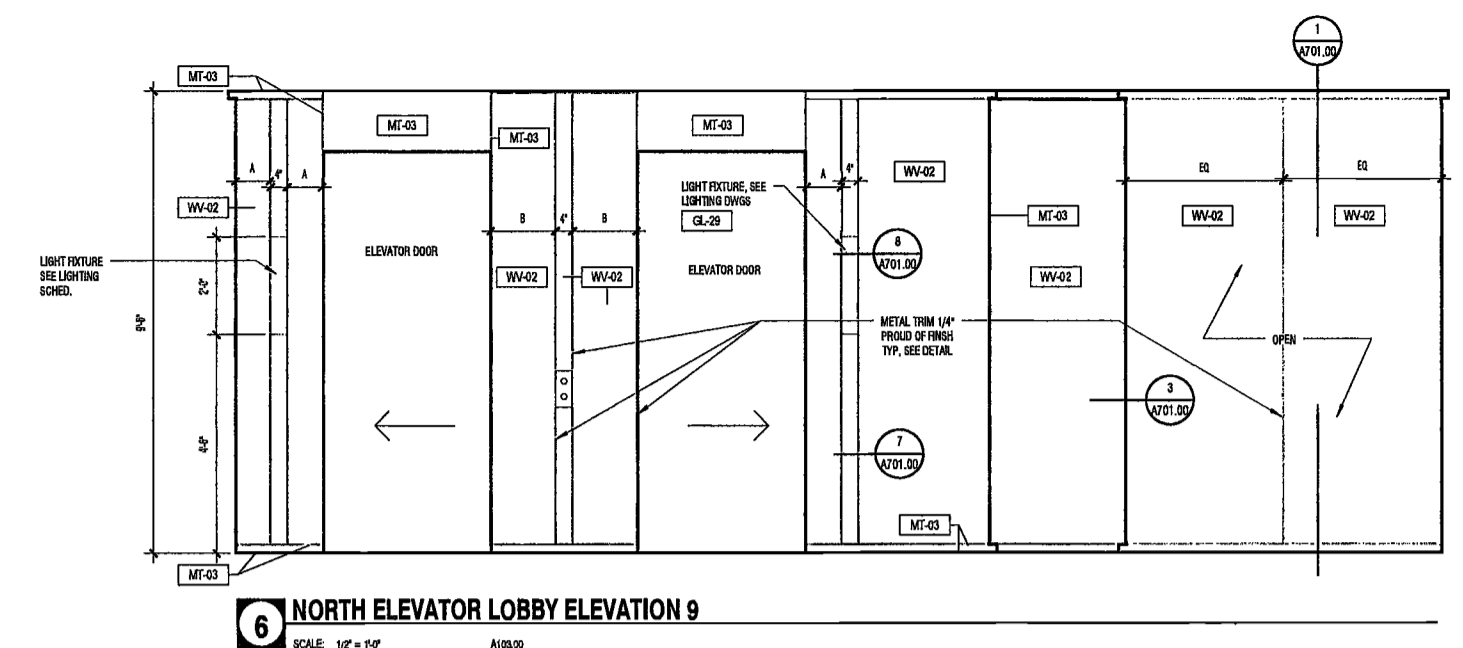 1
A701.00
MT-03
MT-03
MT-03
MT-03
A
4"
A
A
4"
WV-02
EQ
EQ
WV-02
LIGHT FIXTURE, SEE
LIGHTING DWGS
GL-29
MT-03
WV-02
WV-02
B
4"
B
8
A701.00
ELEVATOR DOOR
ELEVATOR DOOR
LIGHT FIXTURE
SEE LIGHTING
SCHED.
2'-0"
WV-02
WV-02
WV-02
9'-6"
METAL TRIM 1/4"
PROUD OF FINSH
TYP, SEE DETAIL
OPEN
3
A701.00
4'-6"
7
A701.00
MT-03
MT-03
6
NORTH ELEVATOR LOBBY ELEVATION 9
SCALE: 1/2" = 1'-0" A103.00